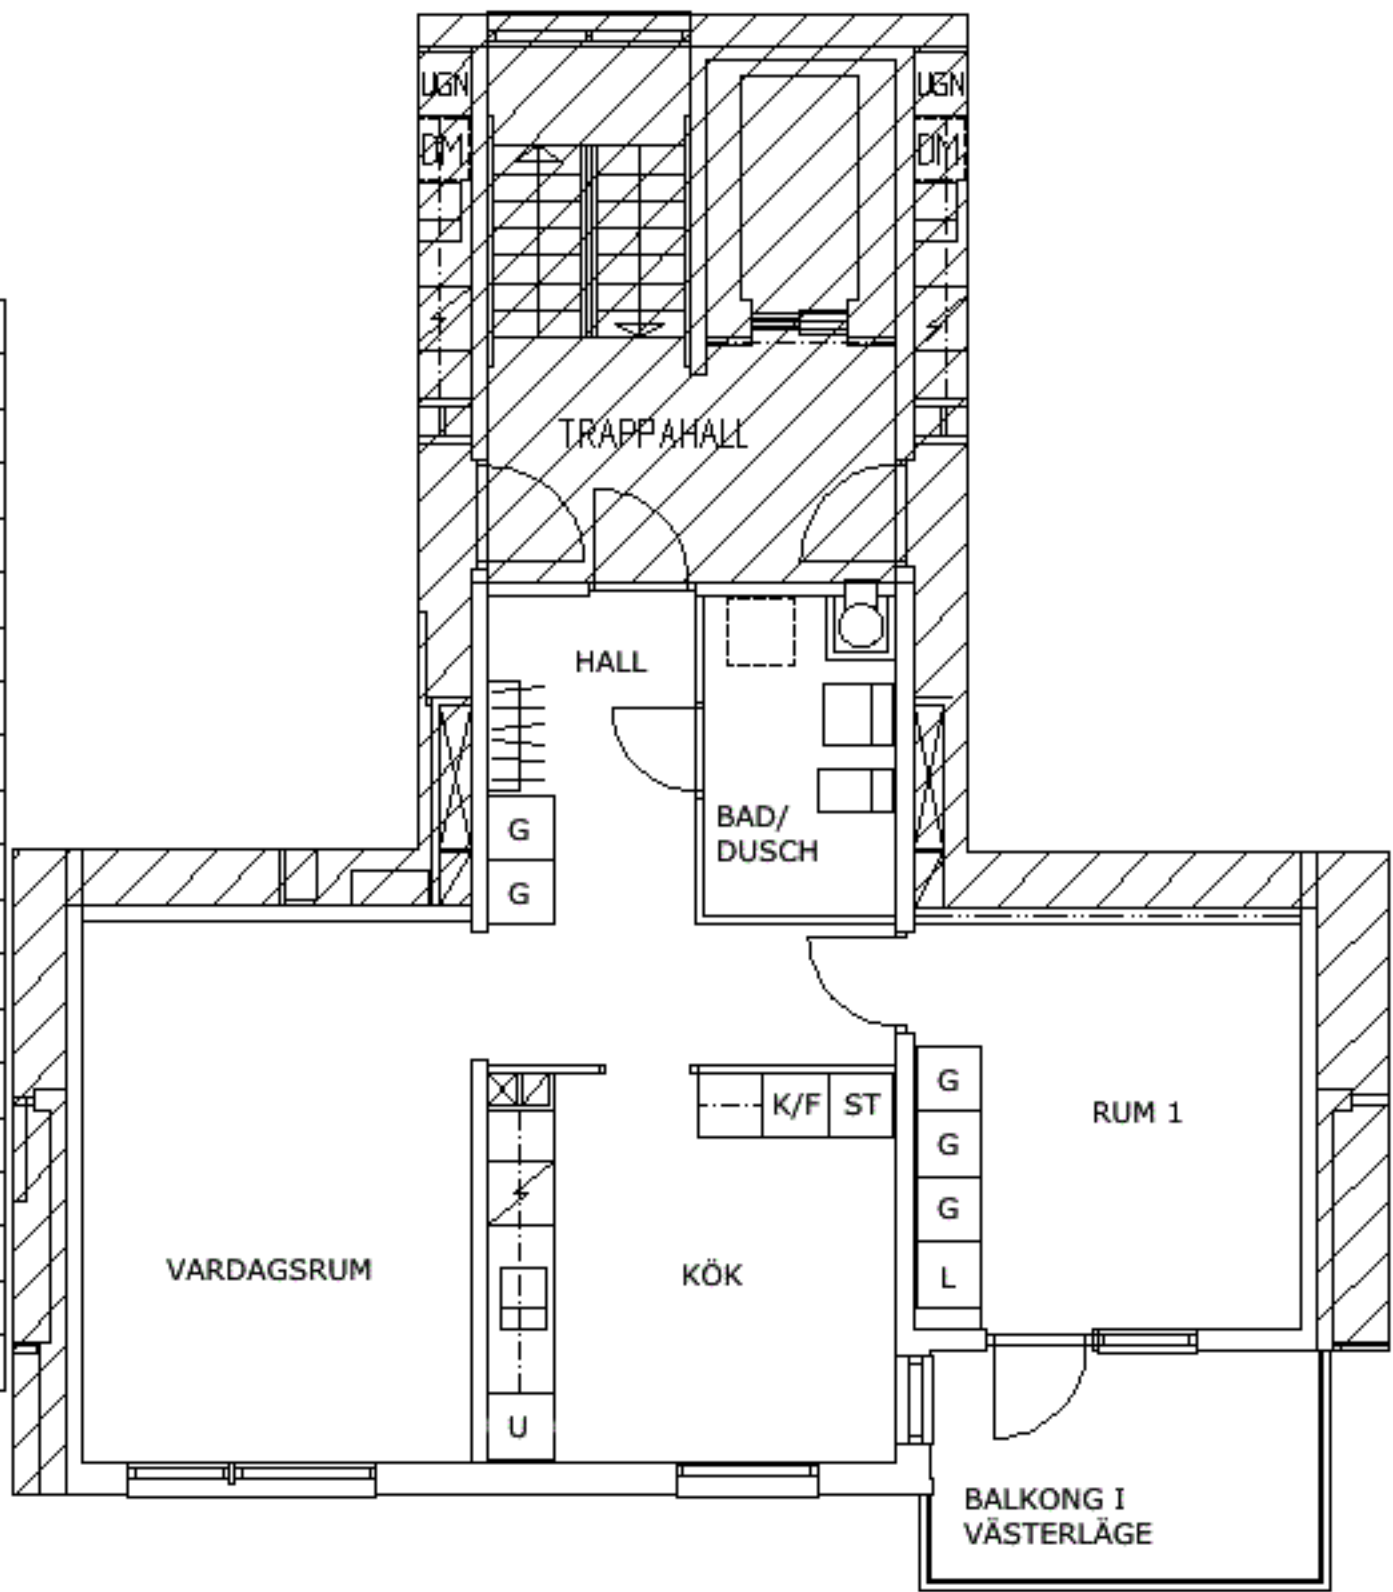 UGN
UGN
DM
DM
TRAPPAHALL
HALL
BAD/
DUSCH
G
G
G
G
G
L
K/F
ST
RUM 1
VARDAGSRUM
KÖK
U
BALKONG I
VÄSTERLÄGE